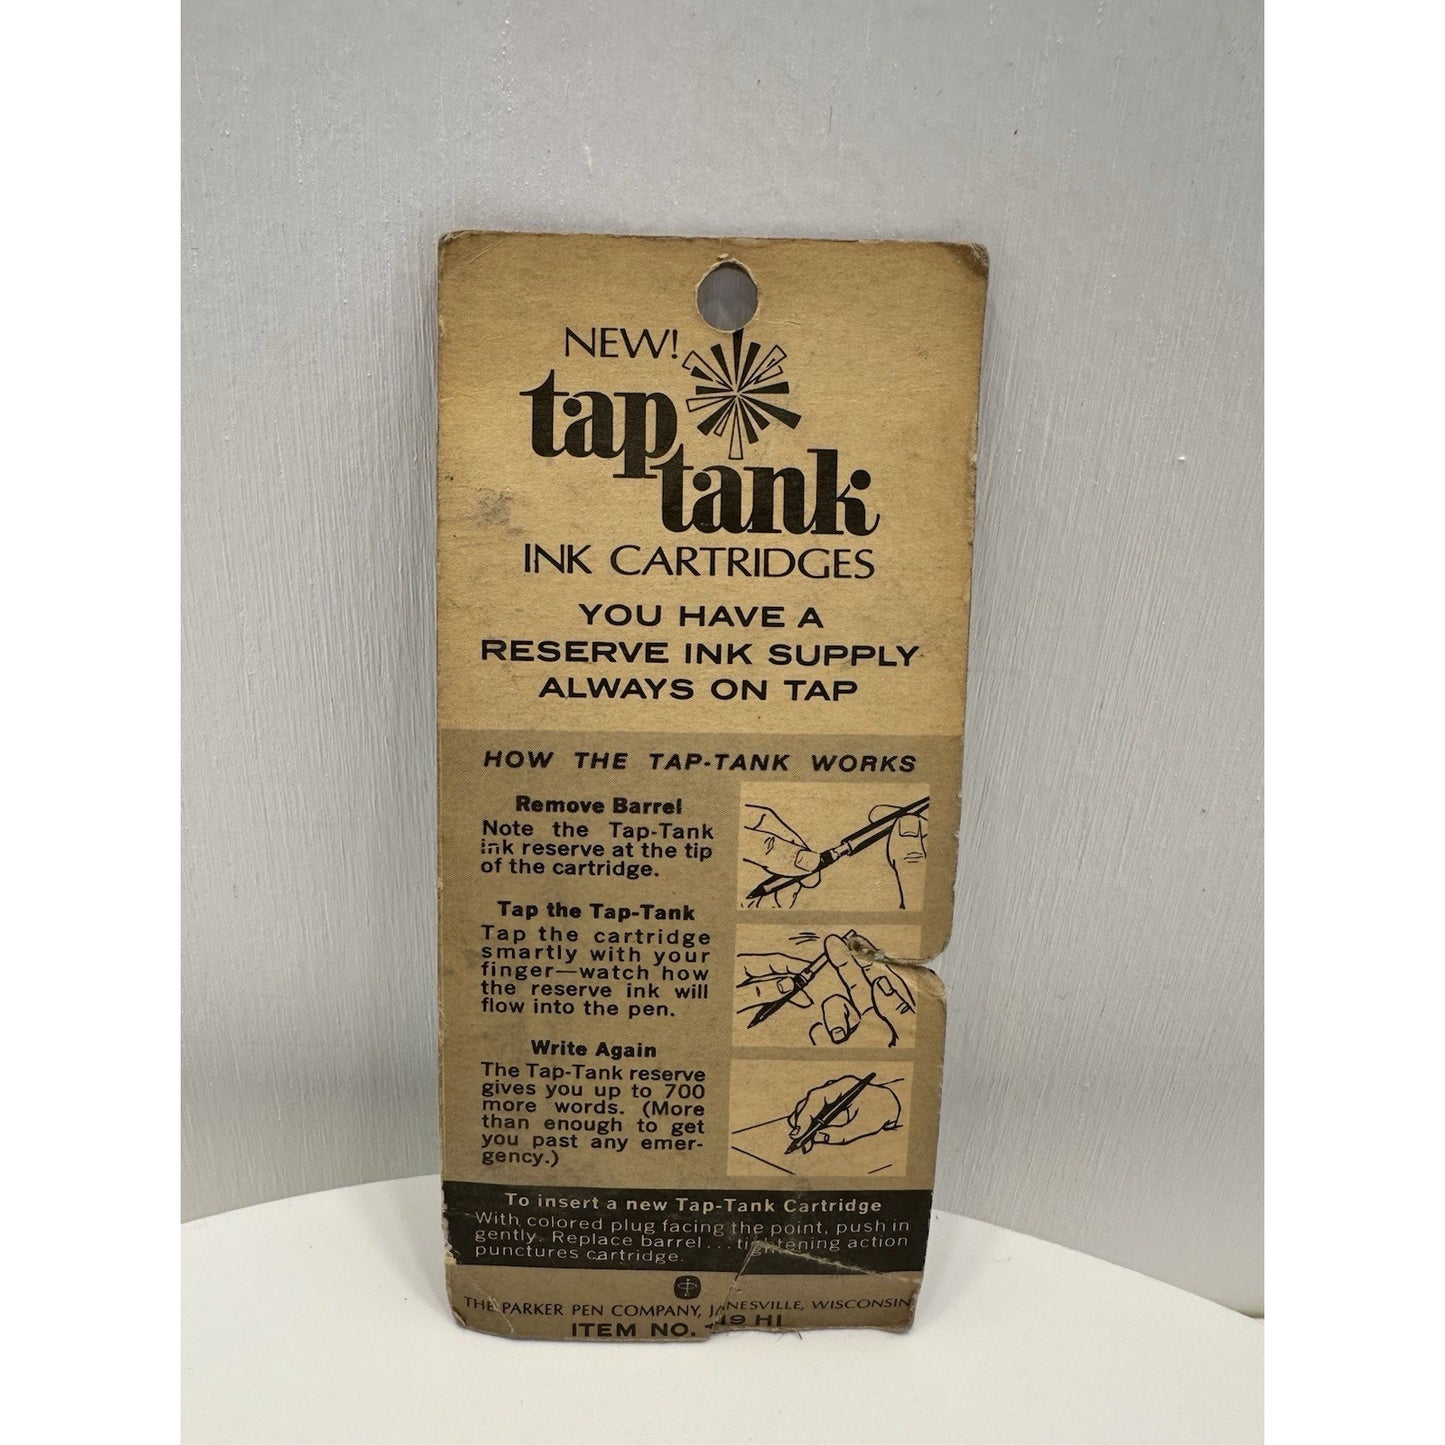 NEW!
tap
tank
INK CARTRIDGES
YOU HAVE A
RESERVE INK SUPPLY
ALWAYS ON TAP
HOW THE TAP-TANK WORKS
Remove Barrel
Note the Tap-Tank
ink reserve at the tip
of the cartridge.
Tap the Tap-Tank
Tap the cartridge
smartly with your
finger—watch how
the reserve ink will
flow into the pen.
Write Again
The Tap-Tank reserve
gives you up to 700
more words. (More
than enough to get
you past any emer-
gency.)
To insert a new Tap-Tank Cartridge
With colored plug facing the point, push in
gently. Replace barrel... tightening action
punctures cartridge.
THE PARKER PEN COMPANY, JANESVILLE, WISCONSIN
ITEM NO. HI